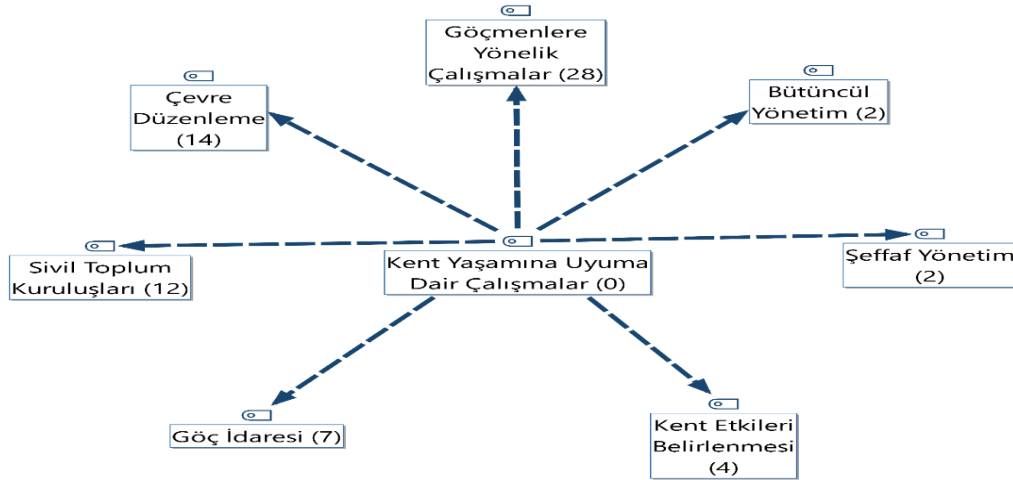 Göçmenlere
Yönelik
Çalışmalar (28)
Çevre
Düzenleme
(14)
Bütüncül
Yönetim (2)
Sivil Toplum
Kuruluşları (12)
Kent Yaşamına Uyuma
Dair Çalışmalar (0)
Şeffaf Yönetim
(2)
Göç İdaresi (7)
Kent Etkileri
Belirlenmesi
(4)